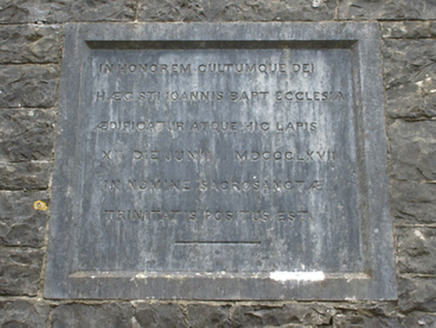 IN HONOREM CULTUMQUE DEI
HÆC STI IOANNIS BAPT ECCLESIA
ÆDIFICATUR ATQUE HIC LAPIS
DIE JUNII MDCCCLXVII
IN NOMINE SACROSANCTÆ
TRINITATIS POSITUS EST